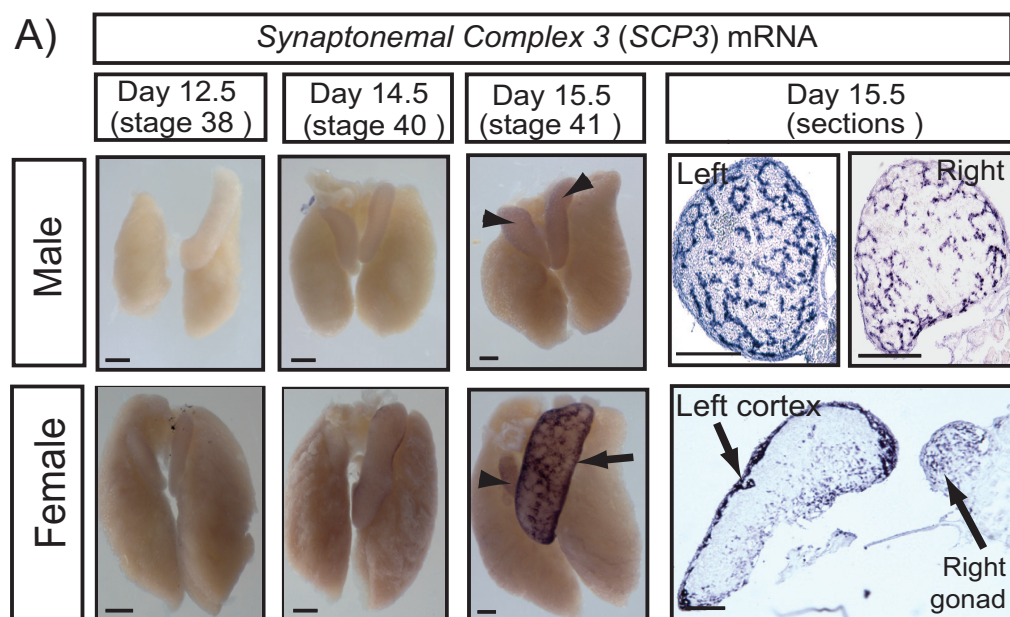 A)
Synaptonemal Complex 3 (SCP3) mRNA
Day 12.5
(stage 38 )
Day 14.5
(stage 40 )
Day 15.5
(stage 41 )
Day 15.5
(sections )
Male
Left
Right
Female
Left cortex
Right
gonad